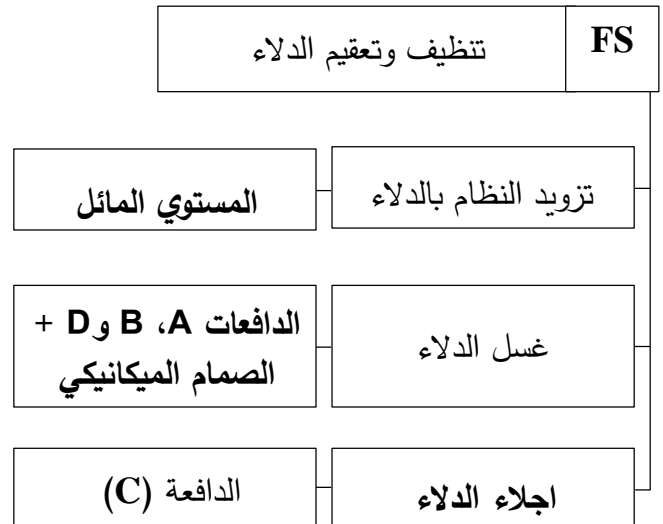 FS
تنظيف وتعقيم الدلاء
تزويد النظام بالدلاء
المستوي المائل
غسل الدلاء
الدافعات A، B و D +
الصمام الميكانيكي
اجلاء الدلاء
الدافعة (C)